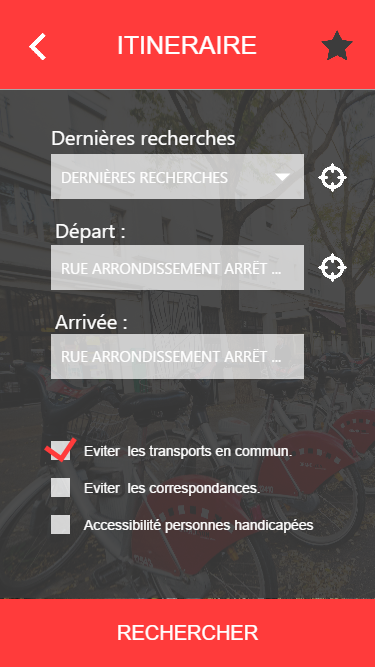 ITINERAIRE
Dernières recherches
DERNIÈRES RECHERCHES
Départ :
RUE ARRONDISSEMENT ARRÊT ...
Arrivée :
RUE ARRONDISSEMENT ARRÊT ...
Eviter les transports en commun.
Eviter les correspondances.
Accessibilité personnes handicapées
RECHERCHER